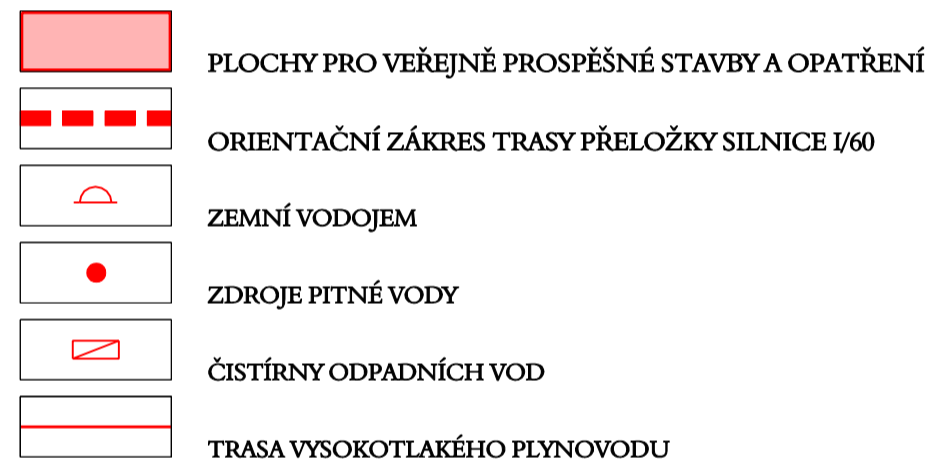 PLOCHY PRO VEŘEJNĚ PROSPĚŠNÉ STAVBY A OPATŘENÍ
ORIENTAČNÍ ZÁKRES TRASY PŘELOŽKY SILNICE I/60
ZEMNÍ VODOJEM
ZDROJE PITNÉ VODY
ČISTÍRNY ODPADNÍCH VOD
TRASA VYSOKOTLAKÉHO PLYNOVODU